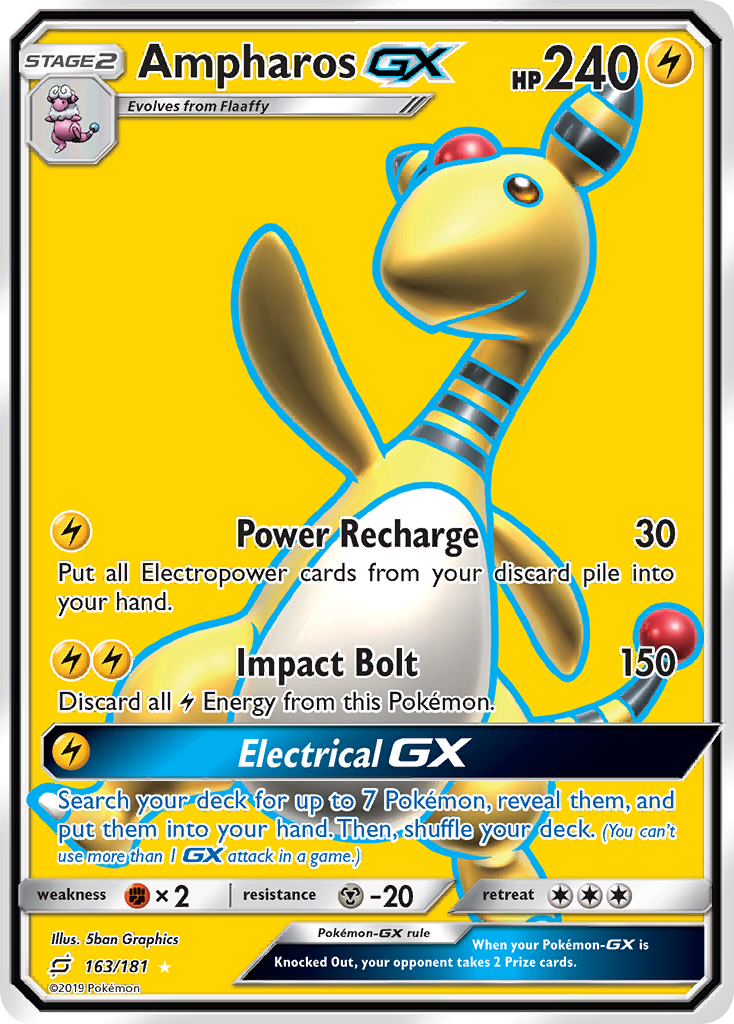 STAGE 2 Ampharos GX HP 240
Evolves from Flaaffy
Power Recharge 30
Put all Electropower cards from your discard pile into
your hand.
Impact Bolt 150
Discard all Energy from this Pokémon.
Electrical GX
Search your deck for up to 7 Pokémon, reveal them, and
put them into your hand. Then, shuffle your deck. (You can't
use more than 1 GX attack in a game.)
weakness × 2 resistance -20 retreat
Illus. 5ban Graphics
163/181
©2019 Pokémon
Pokémon-GX rule
When your Pokémon-GX is
Knocked Out, your opponent takes 2 Prize cards.